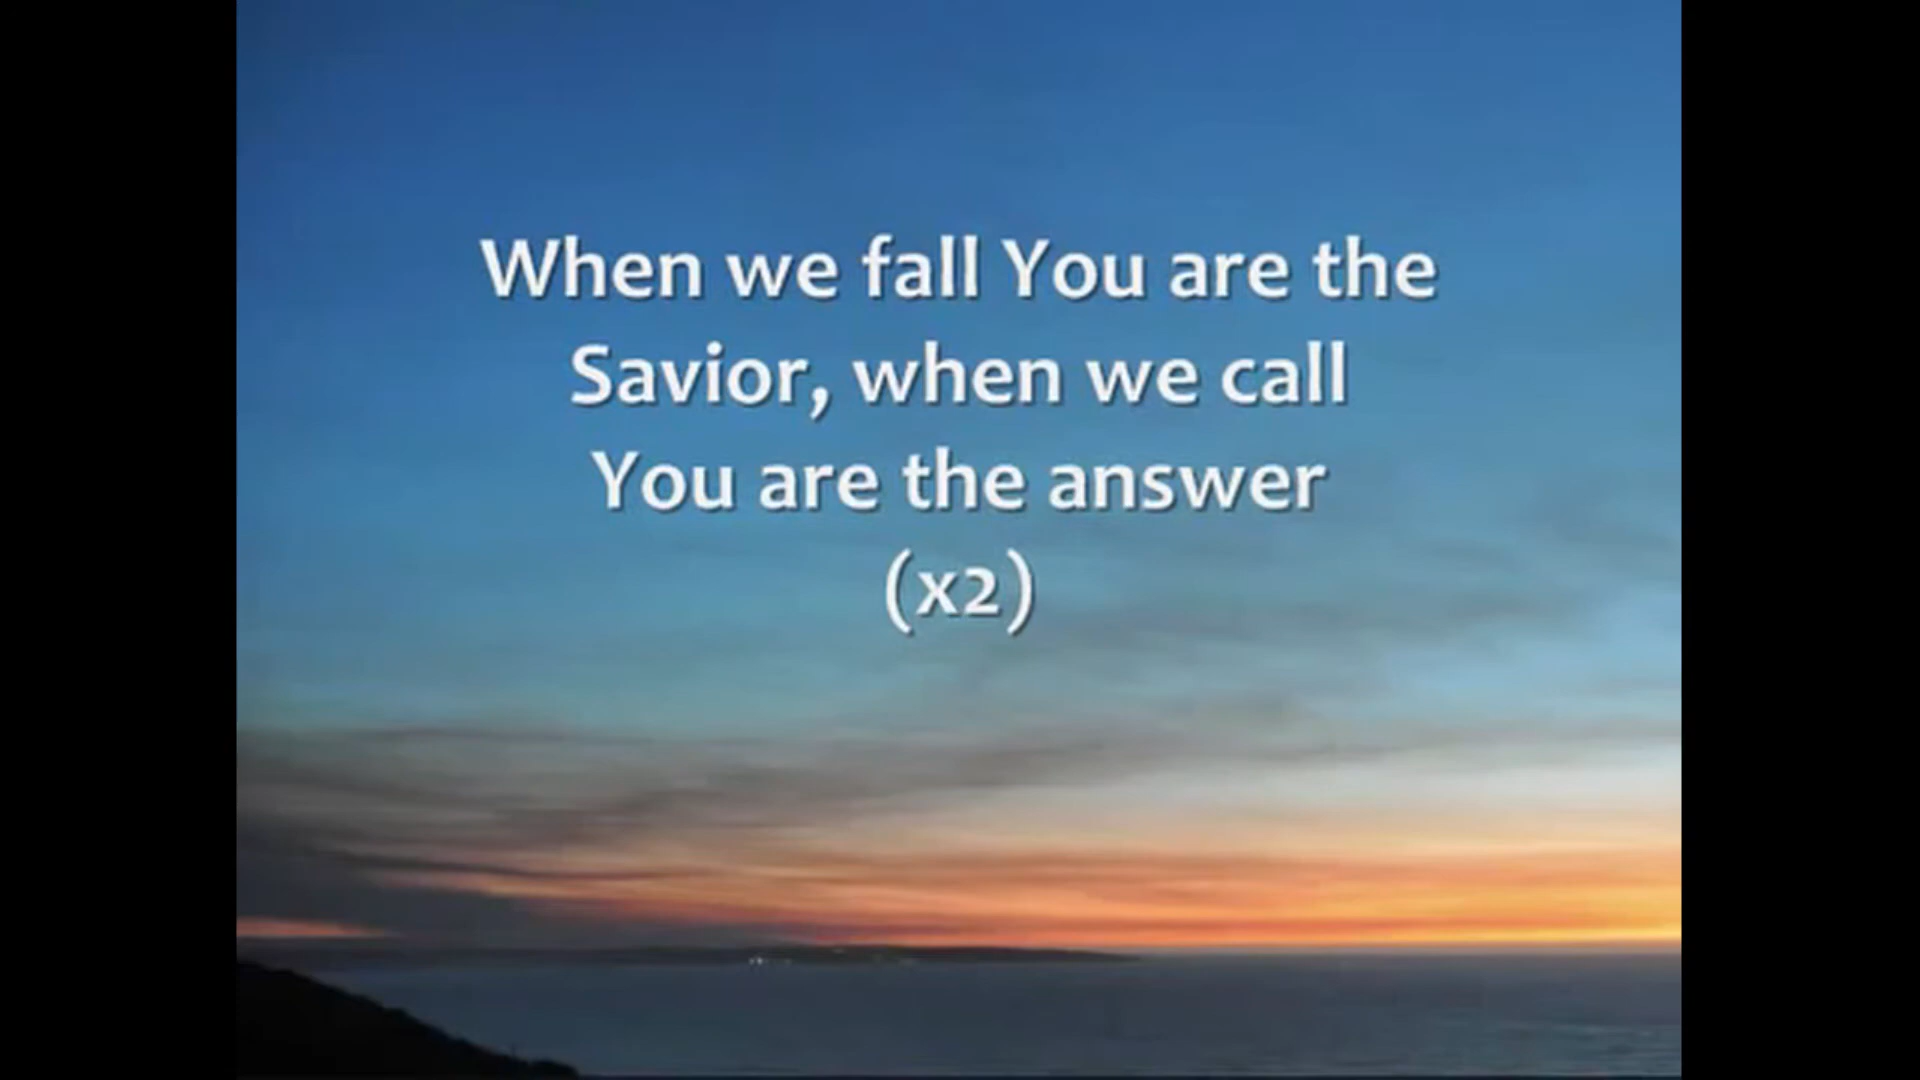 When we fall You are the
Savior, when we call
You are the answer
(x2)